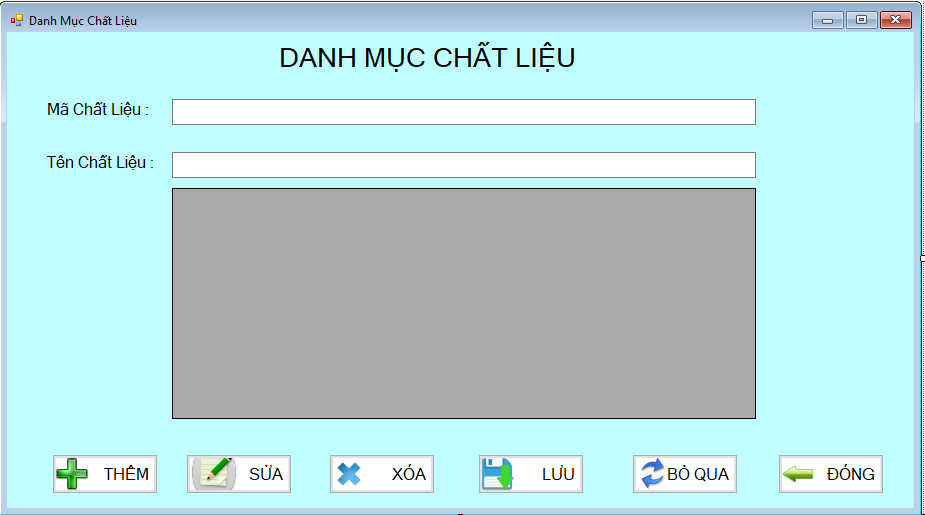 Danh Mục Chất Liệu
DANH MỤC CHẤT LIỆU
Mã Chất Liệu :
Tên Chất Liệu :
THÊM SỬA XÓA LƯU BỎ QUA ĐÓNG